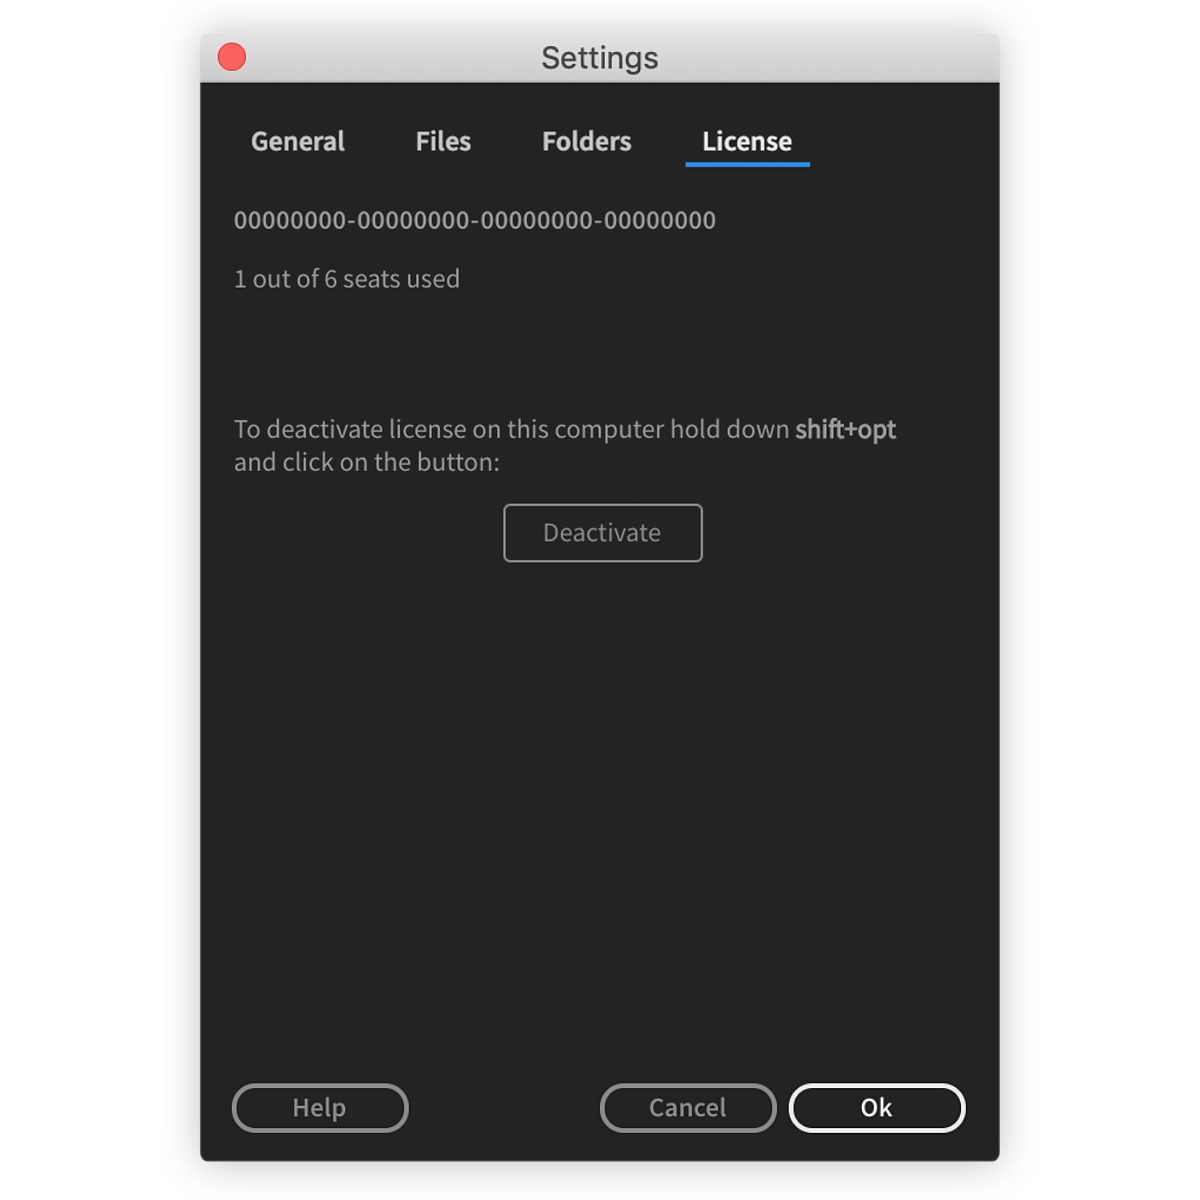 Settings
General Files Folders License
00000000-00000000-00000000-00000000
1 out of 6 seats used
To deactivate license on this computer hold down shift+opt
and click on the button:
Deactivate
Help Cancel Ok